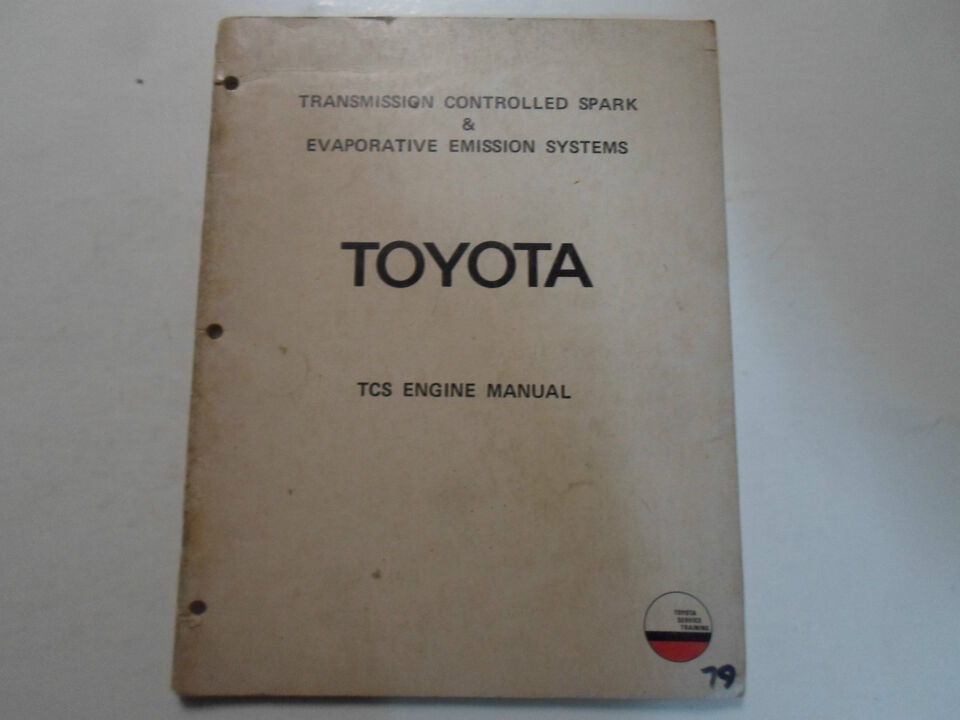 TRANSMISSION CONTROLLED SPARK
&
EVAPORATIVE EMISSION SYSTEMS
TOYOTA
TCS ENGINE MANUAL
TOYOTA
SERVICE
TRAINING
79